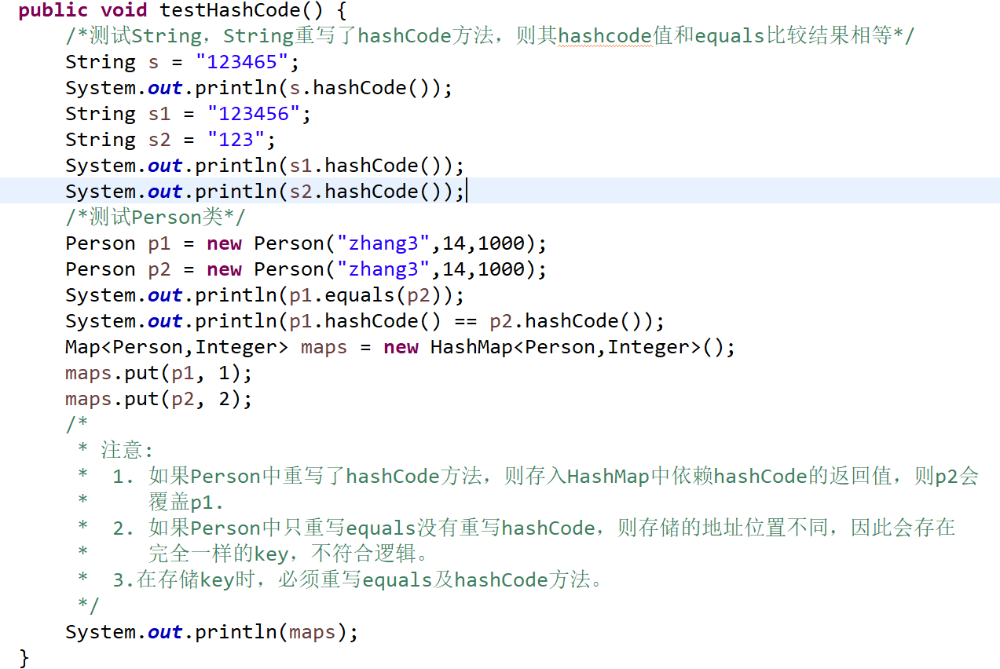 public void testHashCode() {
/*测试String，String重写了hashCode方法，则其hashcode值和equals比较结果相等*/
String s = "123465";
System.out.println(s.hashCode());
String s1 = "123456";
String s2 = "123";
System.out.println(s1.hashCode());
System.out.println(s2.hashCode());
/*测试Person类*/
Person p1 = new Person("zhang3",14,1000);
Person p2 = new Person("zhang3",14,1000);
System.out.println(p1.equals(p2));
System.out.println(p1.hashCode() == p2.hashCode());
Map<Person,Integer> maps = new HashMap<Person,Integer>();
maps.put(p1, 1);
maps.put(p2, 2);
/*
* 注意:
* 1. 如果Person中重写了hashCode方法，则存入HashMap中依赖hashCode的返回值，则p2会
* 覆盖p1.
* 2. 如果Person中只重写equals没有重写hashCode，则存储的地址位置不同，因此会存在
* 完全一样的key，不符合逻辑。
* 3.在存储key时，必须重写equals及hashCode方法。
*/
System.out.println(maps);
}